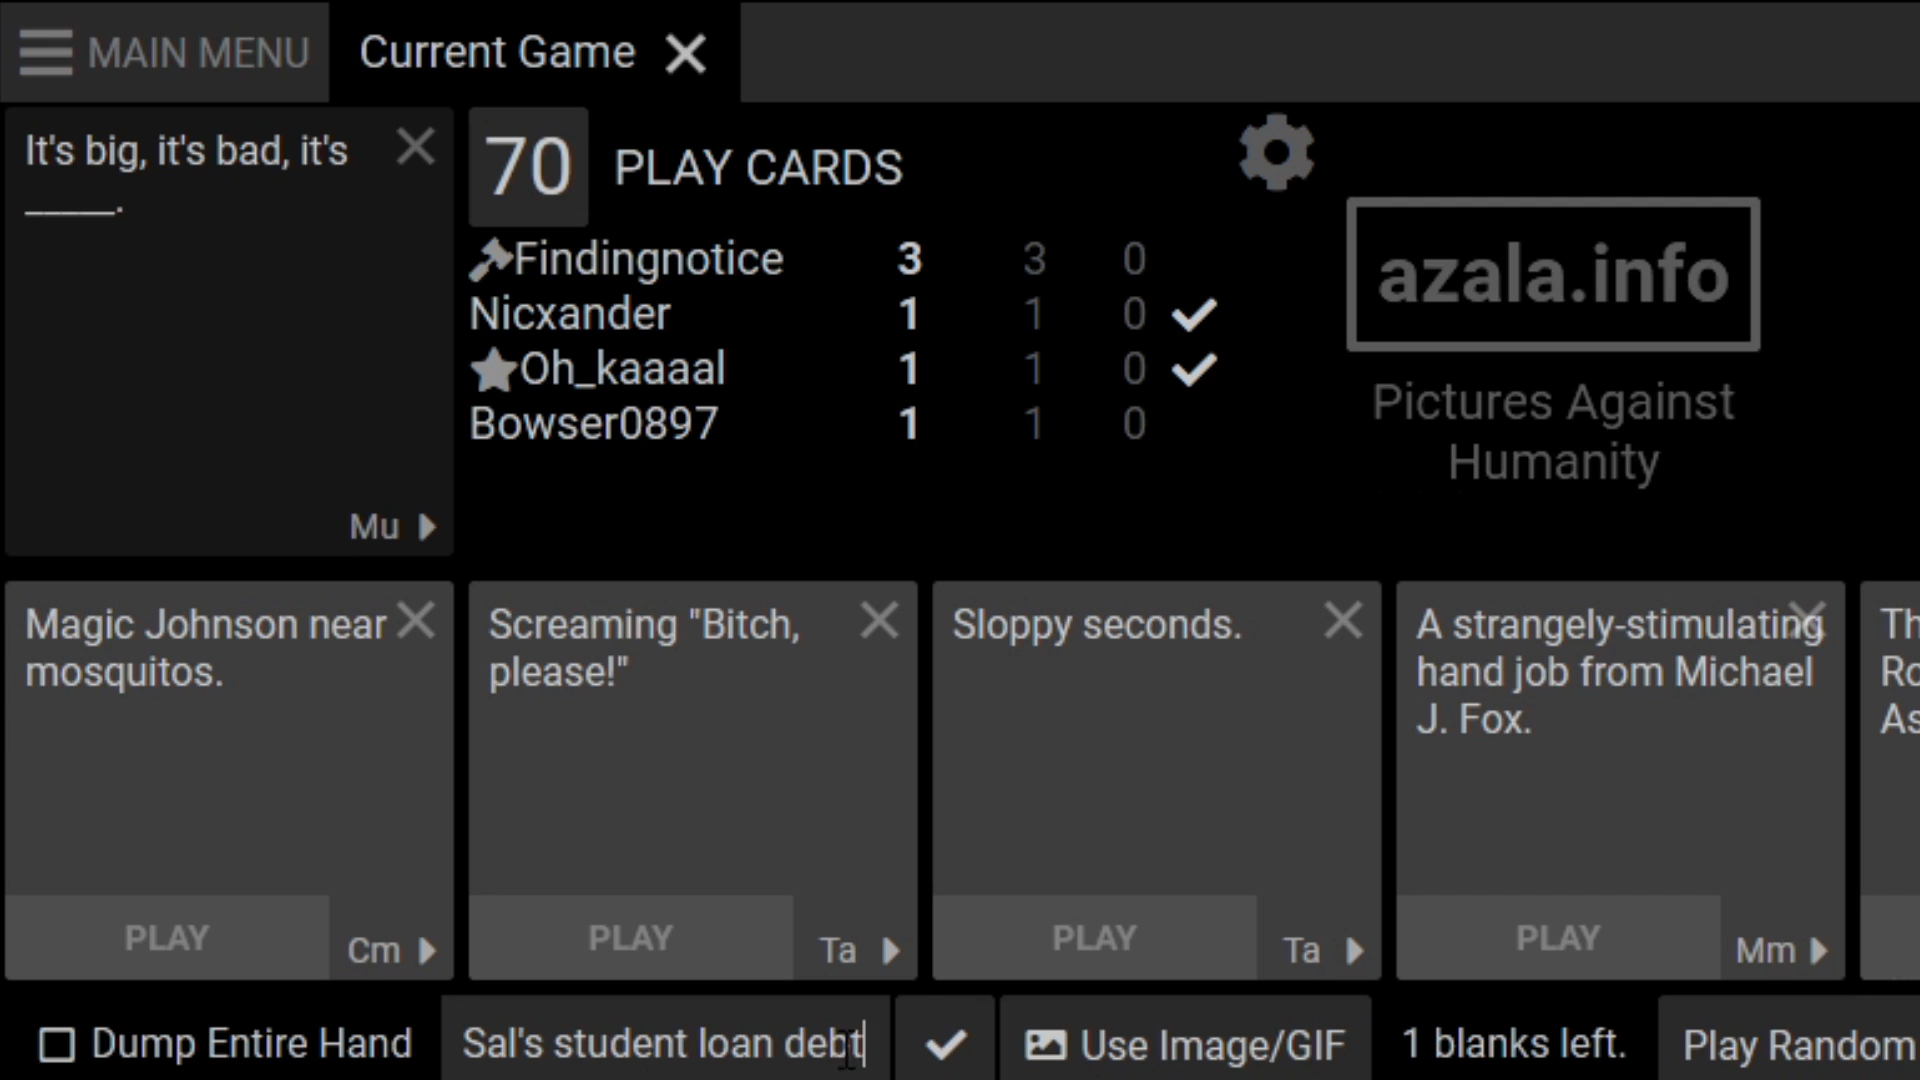 MAIN MENU
Current Game
It's big, it's bad, it's
_____.
Mu
70 PLAY CARDS
Findingnotice 3 3 0
Nicxander 1 1 0
Oh_kaaaal 1 1 0
Bowser0897 1 1 0
azala.info
Pictures Against
Humanity
Magic Johnson near
mosquitos.
PLAY
Cm
Screaming "Bitch,
please!"
PLAY
Ta
Sloppy seconds.
PLAY
Ta
A strangely-stimulating
hand job from Michael
J. Fox.
PLAY
Mm
Dump Entire Hand
Sal's student loan debt
Use Image/GIF
1 blanks left.
Play Random